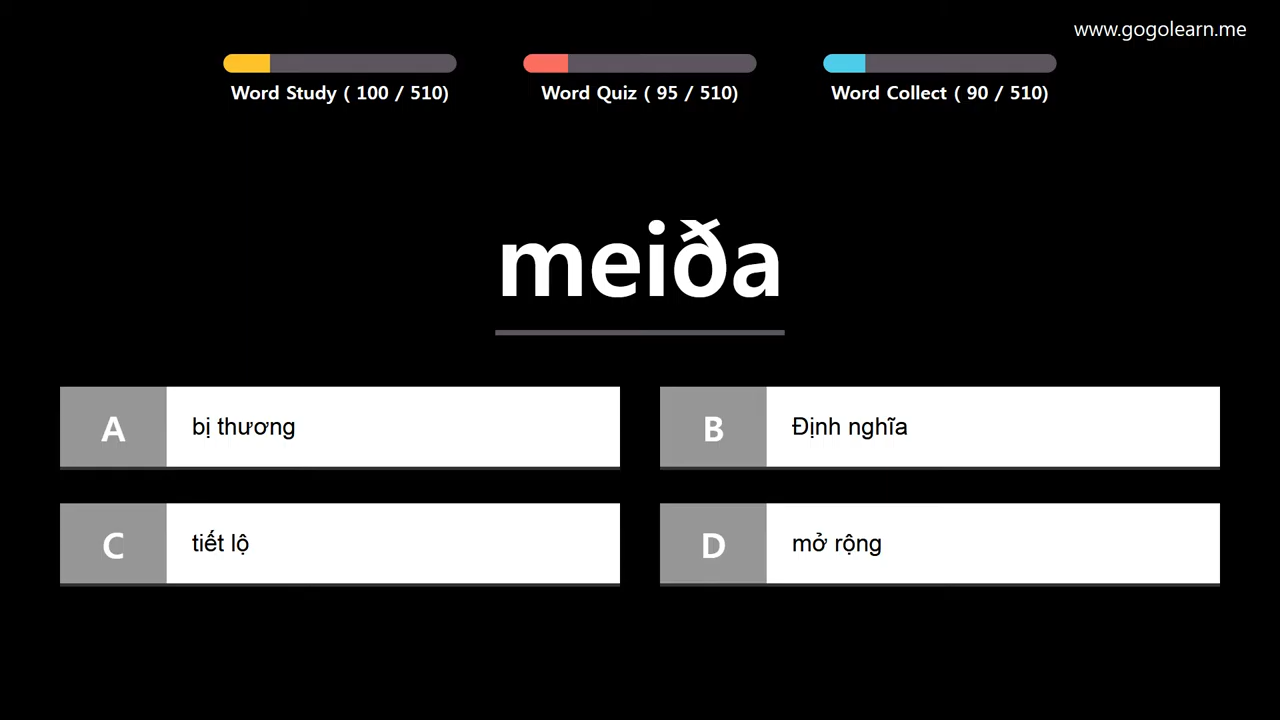 www.gogolearn.me
Word Study ( 100 / 510)
Word Quiz ( 95 / 510)
Word Collect ( 90 / 510)
meiða
A bị thương
B Định nghĩa
C tiết lộ
D mở rộng